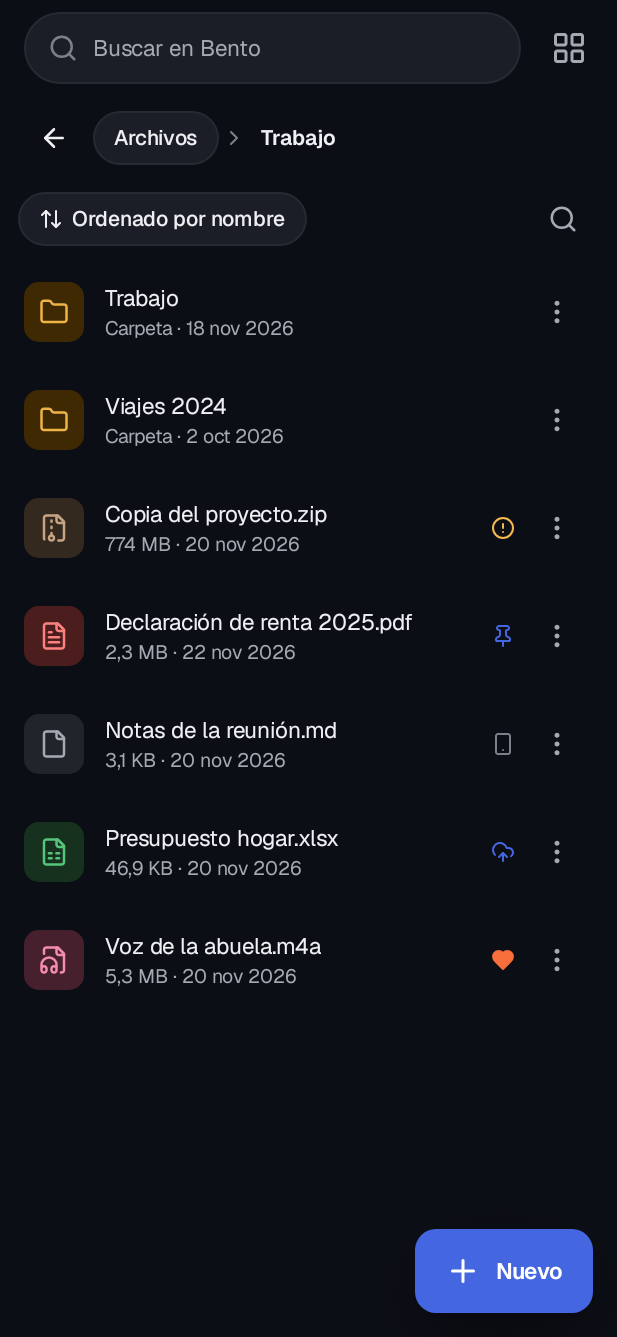 Buscar en Bento
Archivos
Trabajo
Ordenado por nombre
Trabajo
Carpeta · 18 nov 2026
Viajes 2024
Carpeta · 2 oct 2026
Copia del proyecto.zip
774 MB · 20 nov 2026
Declaración de renta 2025.pdf
2,3 MB · 22 nov 2026
Notas de la reunión.md
3,1 KB · 20 nov 2026
Presupuesto hogar.xlsx
46,9 KB · 20 nov 2026
Voz de la abuela.m4a
5,3 MB · 20 nov 2026
Nuevo